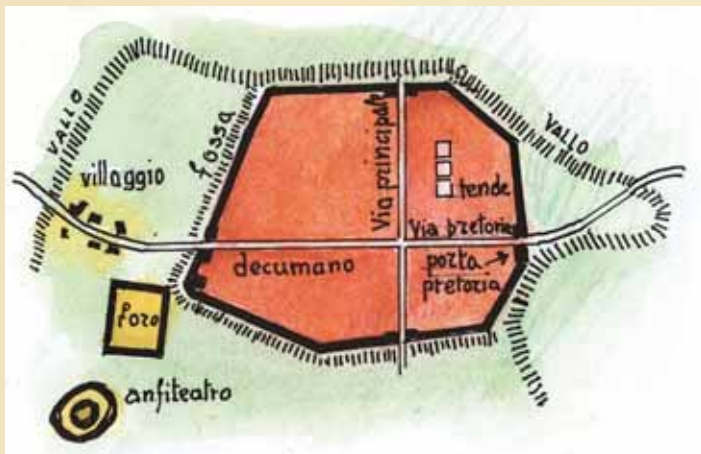 VALLO
fossa
villaggio
Via principale
VALLO
tende
Via pretoria
decumano
porta
pretoria
foro
anfiteatro